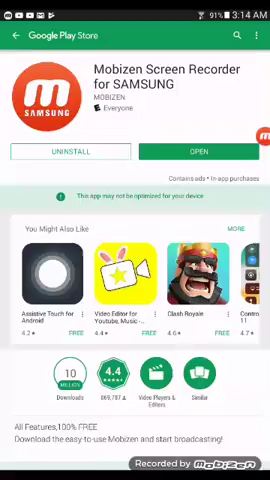 91% 3:14 AM
Google Play Store
Mobizen Screen Recorder
for SAMSUNG
MOBIZEN
Everyone
m
SAMSUNG
UNINSTALL
OPEN
Contains ads • In-app purchases
This app may not be optimized for your device
You Might Also Like
MORE
Assistive Touch for
Android
4.2 FREE
Video Editor for
Youtube, Music -
4.4 FREE
Clash Royale
4.6 FREE
Contro
11
4.7
10
MILLION
Downloads
4.4
869,787
Video Players &
Editors
Similar
All Features,100% FREE
Download the easy-to-use Mobizen and start broadcasting!
Recorded by Mobizen